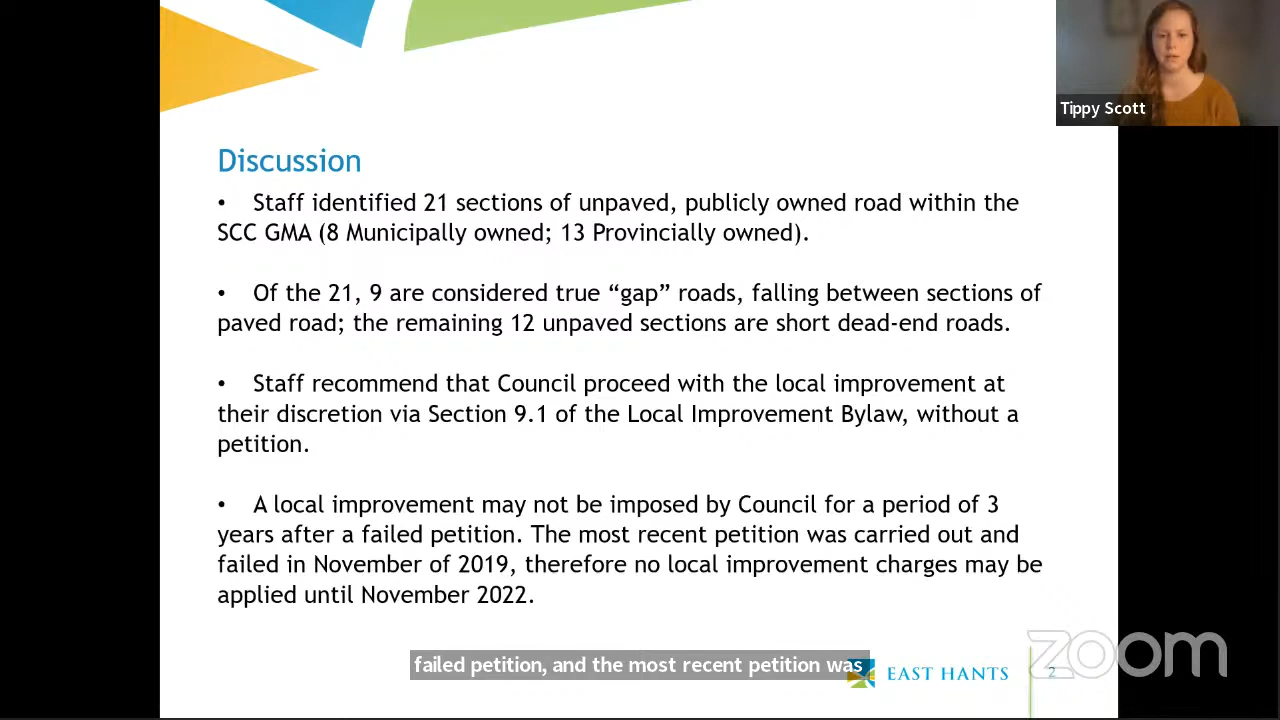 Tippy Scott
Discussion
• Staff identified 21 sections of unpaved, publicly owned road within the
SCC GMA (8 Municipally owned; 13 Provincially owned).
• Of the 21, 9 are considered true “gap” roads, falling between sections of
paved road; the remaining 12 unpaved sections are short dead-end roads.
• Staff recommend that Council proceed with the local improvement at
their discretion via Section 9.1 of the Local Improvement Bylaw, without a
petition.
• A local improvement may not be imposed by Council for a period of 3
years after a failed petition. The most recent petition was carried out and
failed in November of 2019, therefore no local improvement charges may be
applied until November 2022.
failed petition, and the most recent petition was
EAST HANTS
2
zoom